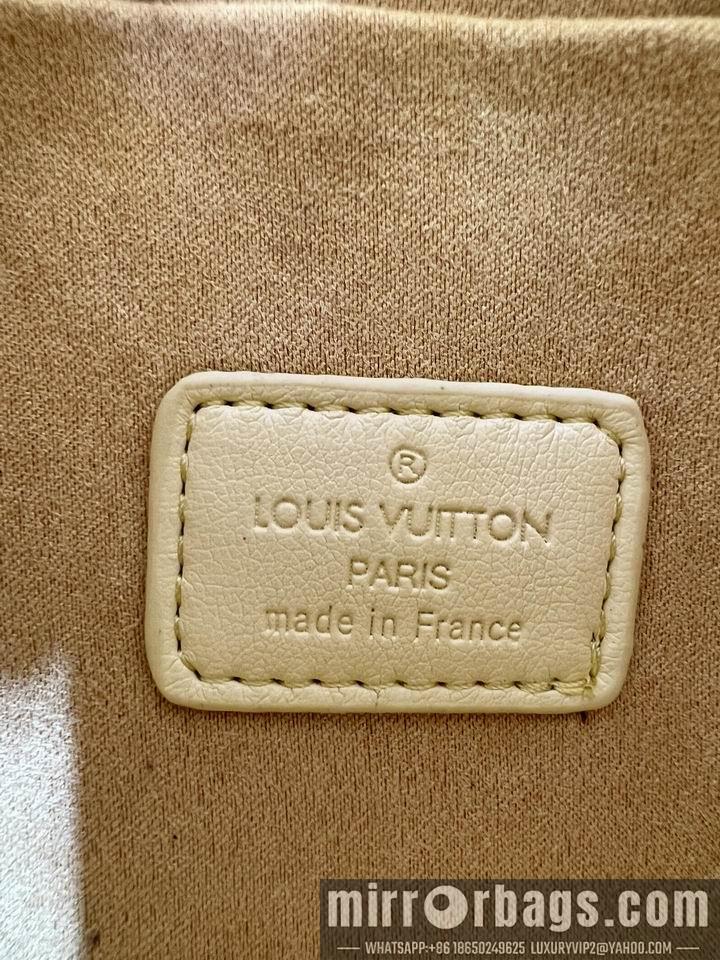 ®
LOUIS VUITTON
PARIS
made in France
mirrorbags.com
WHATSAPP:+86 18650249625 LUXURYVIP2@YAHOO.COM